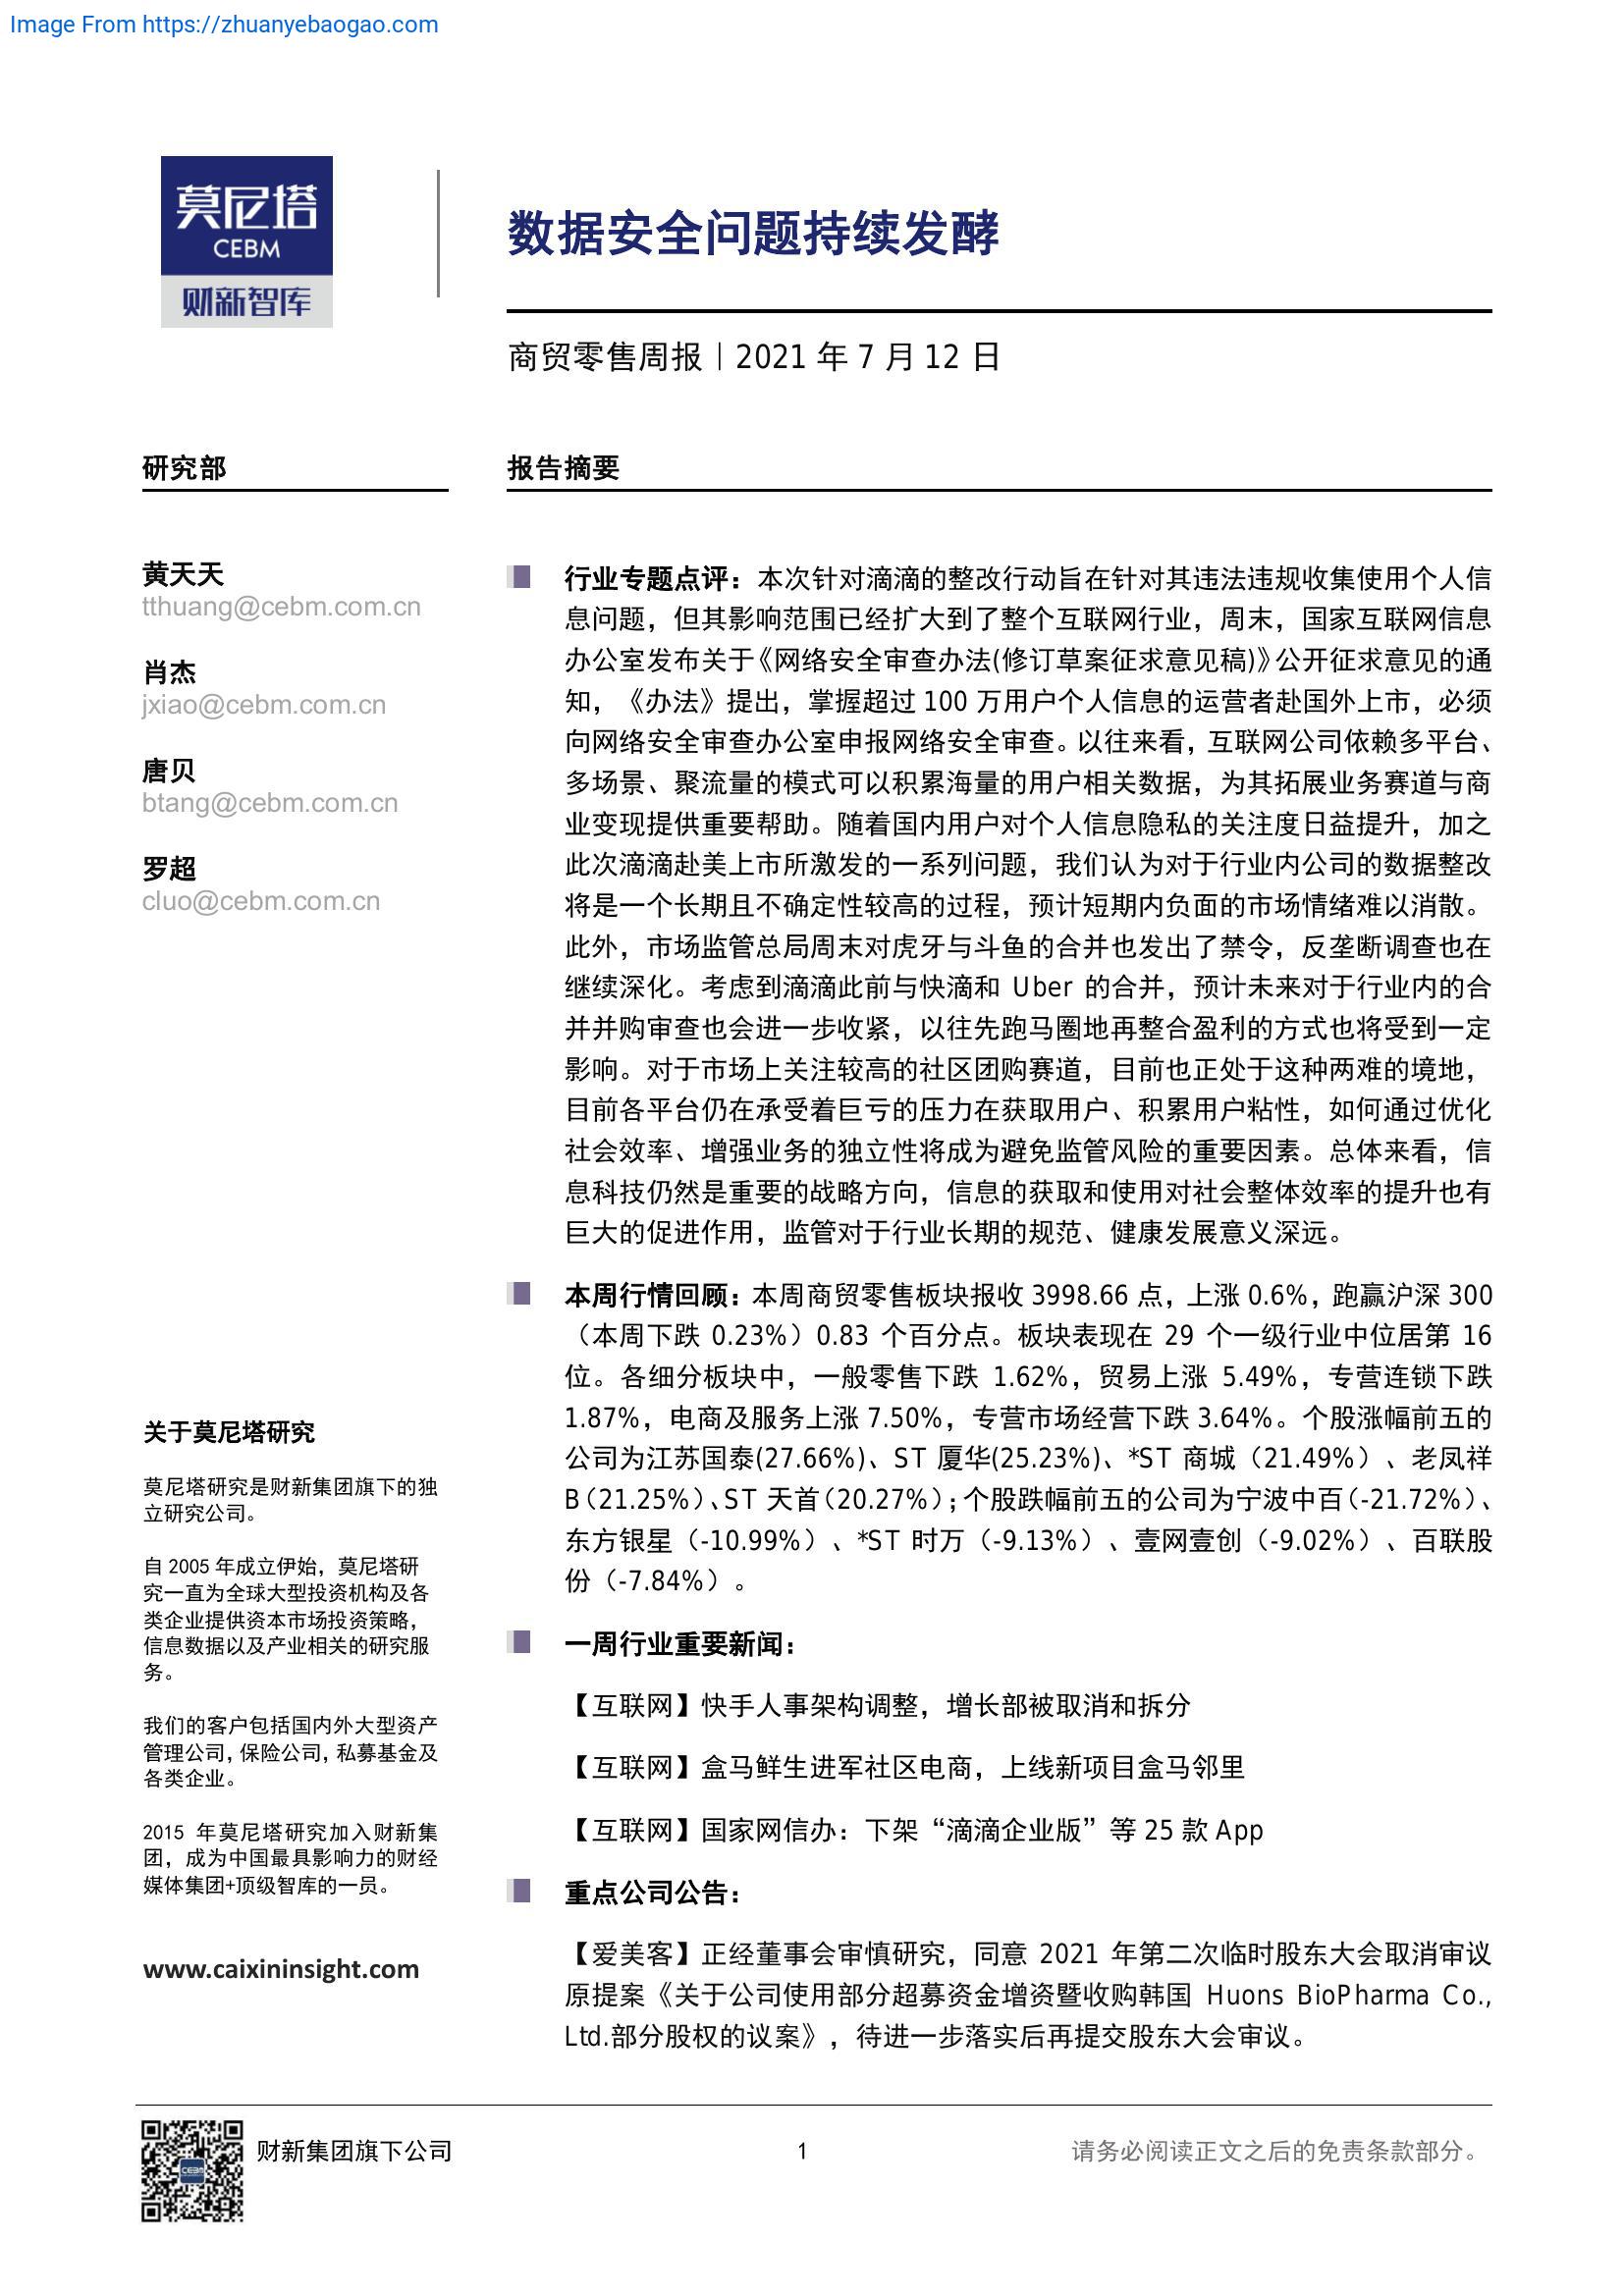 Image From https://zhuanyebaogao.com
莫尼塔
CEBM
财新智库
数据安全问题持续发酵
商贸零售周报 | 2021 年 7 月 12 日
研究部
黄天天
tthuang@cebm.com.cn
肖杰
jxiao@cebm.com.cn
唐贝
btang@cebm.com.cn
罗超
cluo@cebm.com.cn
关于莫尼塔研究
莫尼塔研究是财新集团旗下的独
立研究公司。
自 2005 年成立伊始，莫尼塔研
究一直为全球大型投资机构及各
类企业提供资本市场投资策略，
信息数据以及产业相关的研究服
务。
我们的客户包括国内外大型资产
管理公司，保险公司，私募基金及
各类企业。
2015 年莫尼塔研究加入财新集
团，成为中国最具影响力的财经
媒体集团+顶级智库的一员。
www.caixininsight.com
报告摘要
行业专题点评：本次针对滴滴的整改行动旨在针对其违法违规收集使用个人信
息问题，但其影响范围已经扩大到了整个互联网行业，周末，国家互联网信息
办公室发布关于《网络安全审查办法(修订草案征求意见稿)》公开征求意见的通
知，《办法》提出，掌握超过 100 万用户个人信息的运营者赴国外上市，必须
向网络安全审查办公室申报网络安全审查。以往来看，互联网公司依赖多平台、
多场景、聚流量的模式可以积累海量的用户相关数据，为其拓展业务赛道与商
业变现提供重要帮助。随着国内用户对个人信息隐私的关注度日益提升，加之
此次滴滴赴美上市所激发的一系列问题，我们认为对于行业内公司的数据整改
将是一个长期且不确定性较高的过程，预计短期内负面的市场情绪难以消散。
此外，市场监管总局周末对虎牙与斗鱼的合并也发出了禁令，反垄断调查也在
继续深化。考虑到滴滴此前与快滴和 Uber 的合并，预计未来对于行业内的合
并并购审查也会进一步收紧，以往先跑马圈地再整合盈利的方式也将受到一定
影响。对于市场上关注较高的社区团购赛道，目前也正处于这种两难的境地，
目前各平台仍在承受着巨亏的压力在获取用户、积累用户粘性，如何通过优化
社会效率、增强业务的独立性将成为避免监管风险的重要因素。总体来看，信
息科技仍然是重要的战略方向，信息的获取和使用对社会整体效率的提升也有
巨大的促进作用，监管对于行业长期的规范、健康发展意义深远。
本周行情回顾：本周商贸零售板块报收 3998.66 点，上涨 0.6%，跑赢沪深 300
（本周下跌 0.23%）0.83 个百分点。板块表现在 29 个一级行业中位居第 16
位。各细分板块中，一般零售下跌 1.62%，贸易上涨 5.49%，专营连锁下跌
1.87%，电商及服务上涨 7.50%，专营市场经营下跌 3.64%。个股涨幅前五的
公司为江苏国泰(27.66%)、ST 厦华(25.23%)、*ST 商城（21.49%）、老凤祥
B（21.25%）、ST 天首（20.27%）；个股跌幅前五的公司为宁波中百（-21.72%）、
东方银星（-10.99%）、*ST 时万（-9.13%）、壹网壹创（-9.02%）、百联股
份（-7.84%）。
一周行业重要新闻：
【互联网】快手人事架构调整，增长部被取消和拆分
【互联网】盒马鲜生进军社区电商，上线新项目盒马邻里
【互联网】国家网信办：下架“滴滴企业版”等 25 款 App
重点公司公告：
【爱美客】正经董事会审慎研究，同意 2021 年第二次临时股东大会取消审议
原提案《关于公司使用部分超募资金增资暨收购韩国 Huons BioPharma Co.,
Ltd.部分股权的议案》，待进一步落实后再提交股东大会审议。
CEBM
财新集团旗下公司
1
请务必阅读正文之后的免责条款部分。